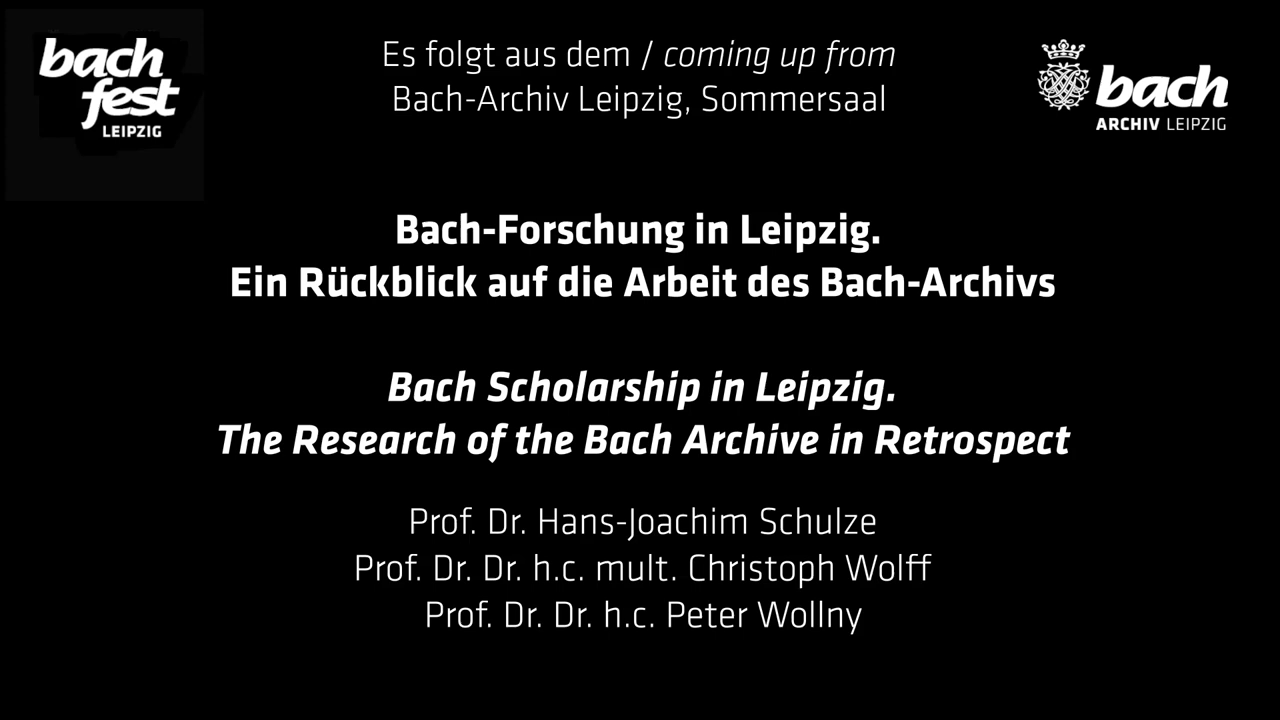 bach
fest
LEIPZIG
Es folgt aus dem / coming up from
Bach-Archiv Leipzig, Sommersaal
bach
ARCHIV LEIPZIG
Bach-Forschung in Leipzig.
Ein Rückblick auf die Arbeit des Bach-Archivs
Bach Scholarship in Leipzig.
The Research of the Bach Archive in Retrospect
Prof. Dr. Hans-Joachim Schulze
Prof. Dr. Dr. h.c. mult. Christoph Wolff
Prof. Dr. Dr. h.c. Peter Wollny